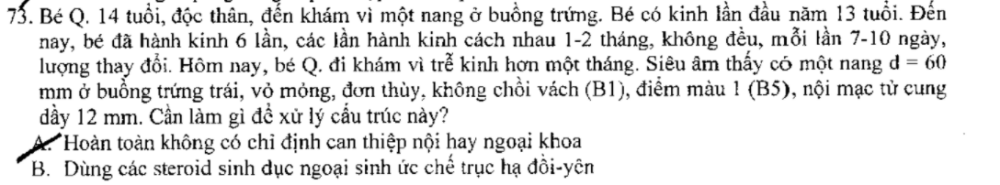 73. Bé Q. 14 tuổi, độc thân, đến khám vì một nang ở buồng trứng. Bé có kinh lần đầu năm 13 tuổi. Đến
nay, bé đã hành kinh 6 lần, các lần hành kinh cách nhau 1-2 tháng, không đều, mỗi lần 7-10 ngày,
lượng thay đổi. Hôm nay, bé Q. đi khám vì trễ kinh hơn một tháng. Siêu âm thấy có một nang d = 60
mm ở buồng trứng trái, vỏ mỏng, đơn thùy, không chồi vách (B1), điểm màu 1 (B5), nội mạc tử cung
dầy 12 mm. Cần làm gì để xử lý cấu trúc này?
A. Hoàn toàn không có chỉ định can thiệp nội hay ngoại khoa
B. Dùng các steroid sinh dục ngoại sinh ức chế trục hạ đồi-yên